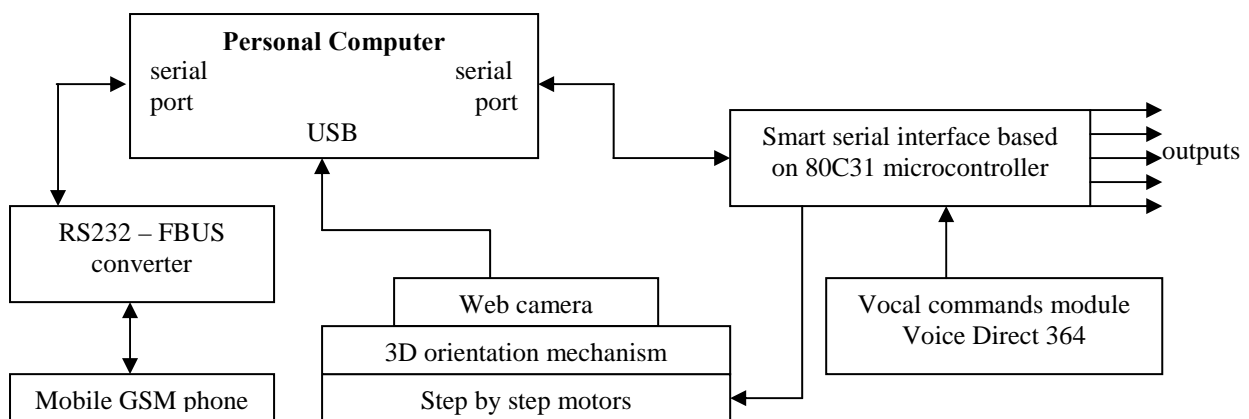 Personal Computer
serial
port
serial
port
USB
Smart serial interface based
on 80C31 microcontroller
outputs
RS232 – FBUS
converter
Web camera
Vocal commands module
Voice Direct 364
3D orientation mechanism
Mobile GSM phone
Step by step motors